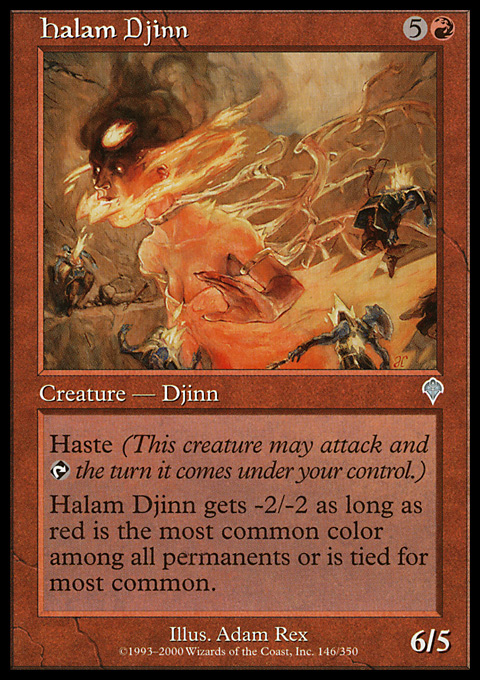 Halam Djinn 5
Creature — Djinn
Haste (This creature may attack and
the turn it comes under your control.)
Halam Djinn gets -2/-2 as long as
red is the most common color
among all permanents or is tied for
most common.
Illus. Adam Rex
©1993–2000 Wizards of the Coast, Inc. 146/350
6/5